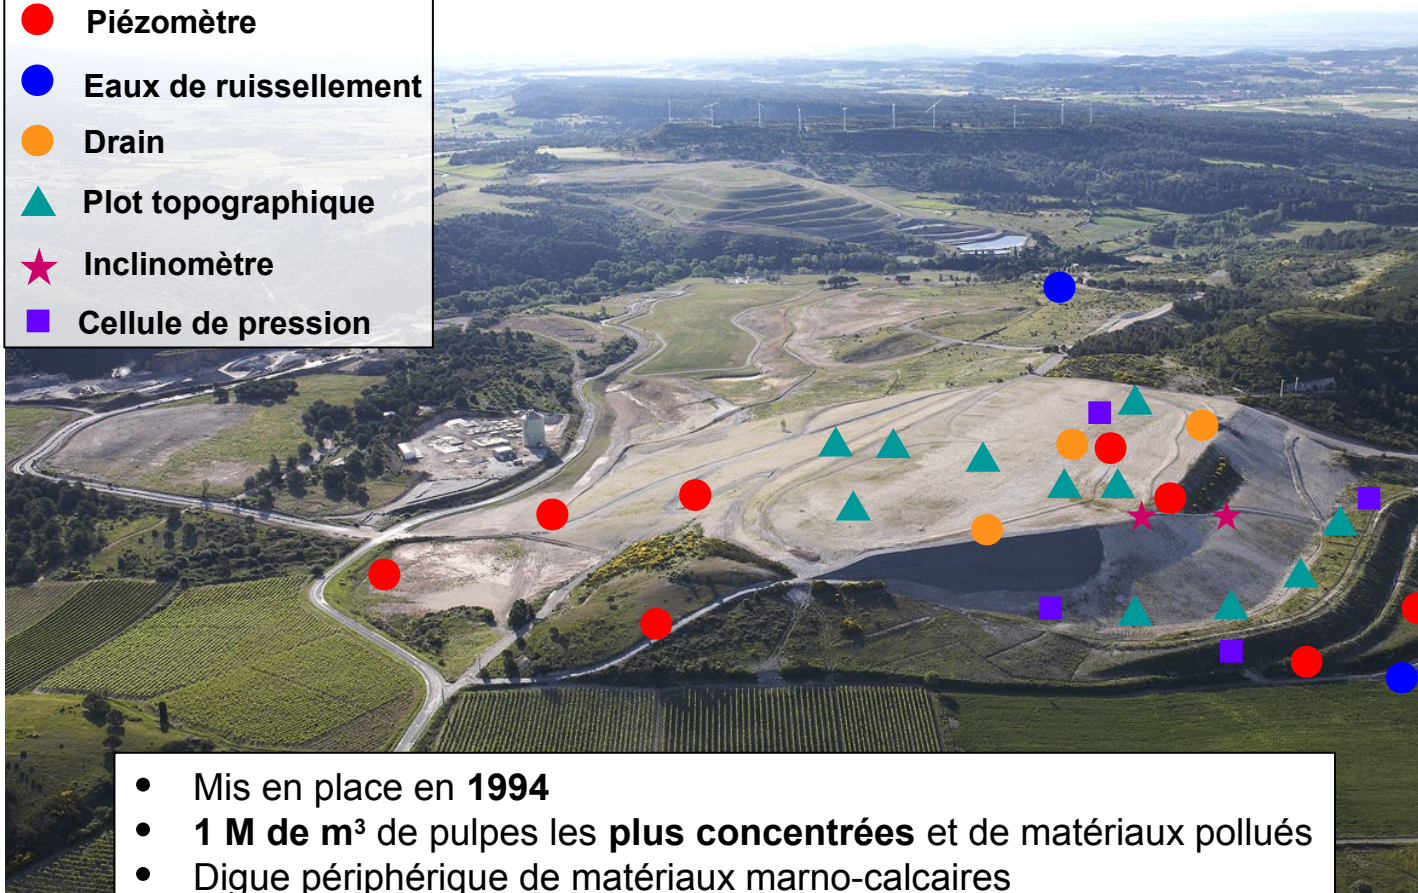 Piézomètre
Eaux de ruissellement
Drain
Plot topographique
Inclinomètre
Cellule de pression
• Mis en place en 1994
• 1 M de m³ de pulpes les plus concentrées et de matériaux pollués
• Digue périphérique de matériaux marno-calcaires